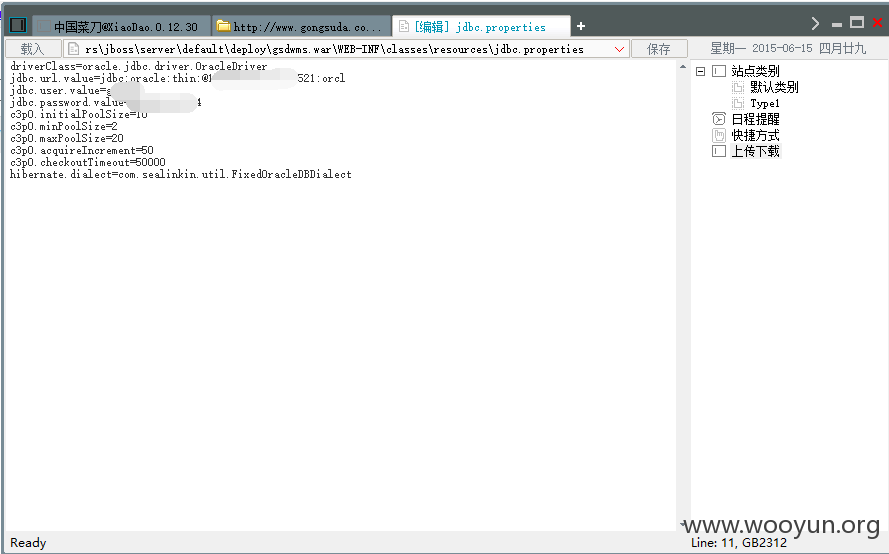 中国菜刀@XiaoDao.0.12.30
http://www.gongsuda.co...
[编辑] jdbc.properties
+
载入
rs\jboss\server\default\deploy\gsdwms.war\WEB-INF\classes\resources\jdbc.properties
保存
星期一 2015-06-15 四月廿九
driverClass=oracle.jdbc.driver.OracleDriver
jdbc.url.value=jdbc:oracle:thin:@ 521:orcl
jdbc.user.value=
jdbc.password.value= 4
c3p0.initialPoolSize=10
c3p0.minPoolSize=2
c3p0.maxPoolSize=20
c3p0.acquireIncrement=50
c3p0.checkoutTimeout=50000
hibernate.dialect=com.sealinkin.util.FixedOracleDBDialect
站点类别
默认类别
Type1
日程提醒
快捷方式
上传下载
www.wooyun.org
Ready
Line: 11, GB2312